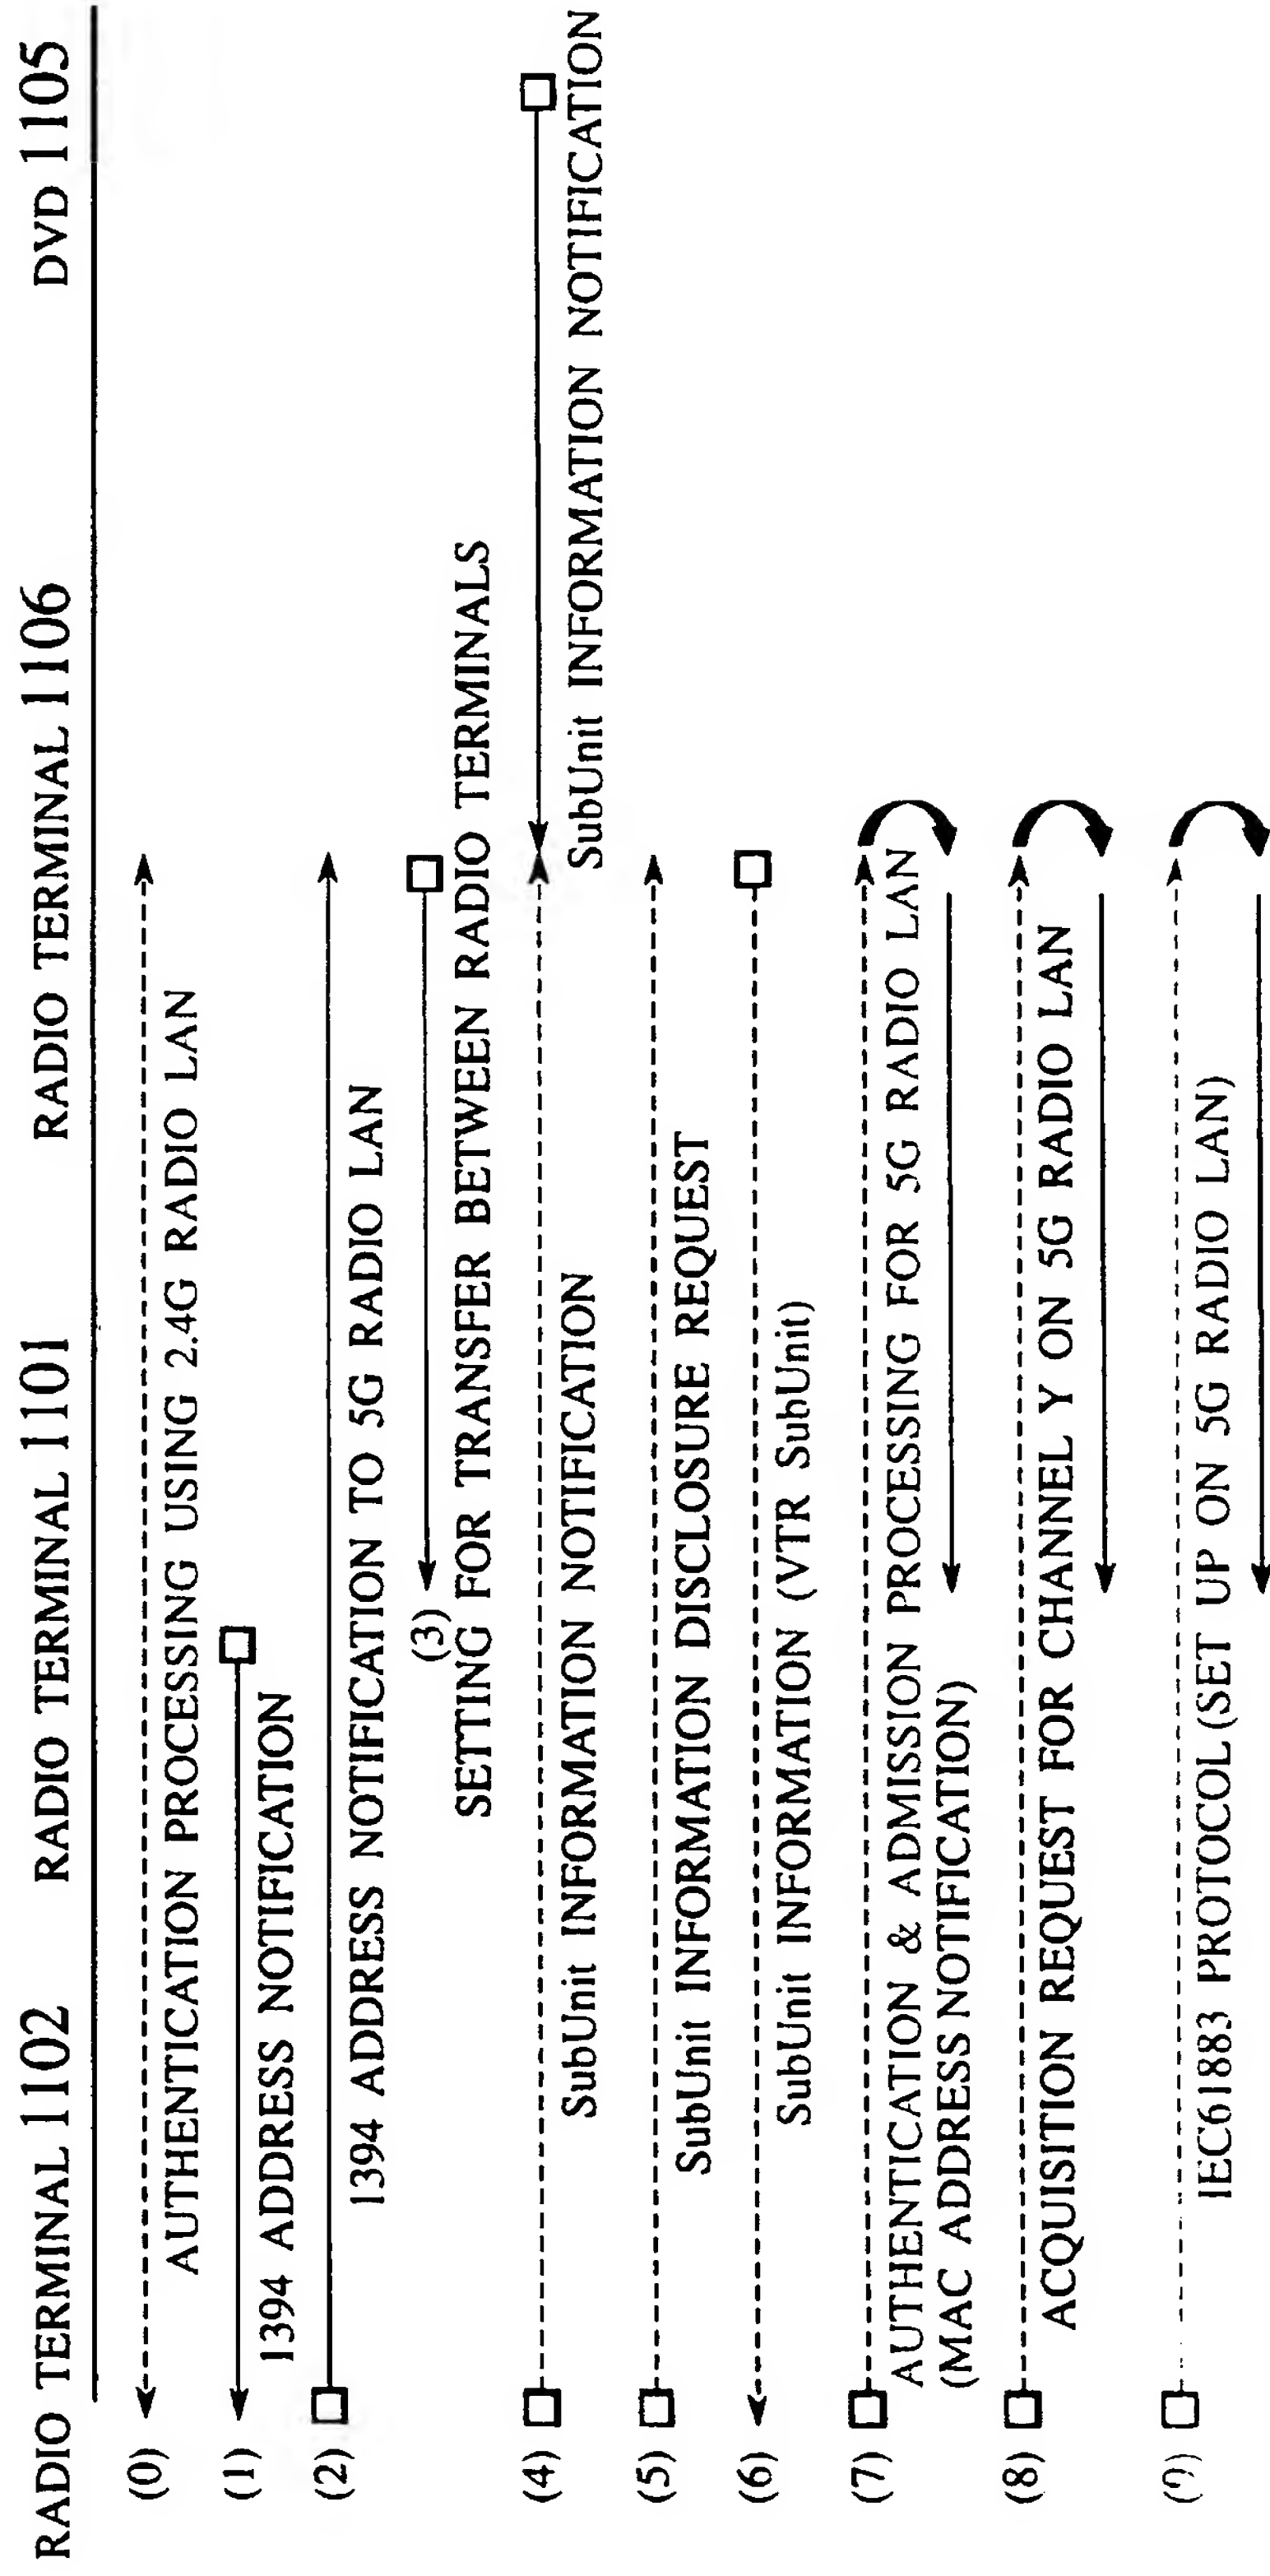 RADIO TERMINAL 1102
RADIO TERMINAL 1101
RADIO TERMINAL 1106
DVD 1105
(0)
AUTHENTICATION PROCESSING USING 2.4G RADIO LAN
(1)
1394 ADDRESS NOTIFICATION
(2)
1394 ADDRESS NOTIFICATION TO 5G RADIO LAN
(3)
SETTING FOR TRANSFER BETWEEN RADIO TERMINALS
(4)
SubUnit INFORMATION NOTIFICATION
SubUnit INFORMATION NOTIFICATION
(5)
SubUnit INFORMATION DISCLOSURE REQUEST
(6)
SubUnit INFORMATION (VTR SubUnit)
(7)
AUTHENTICATION & ADMISSION PROCESSING FOR 5G RADIO LAN
(MAC ADDRESS NOTIFICATION)
(8)
ACQUISITION REQUEST FOR CHANNEL Y ON 5G RADIO LAN
(9)
IEC61883 PROTOCOL (SET UP ON 5G RADIO LAN)